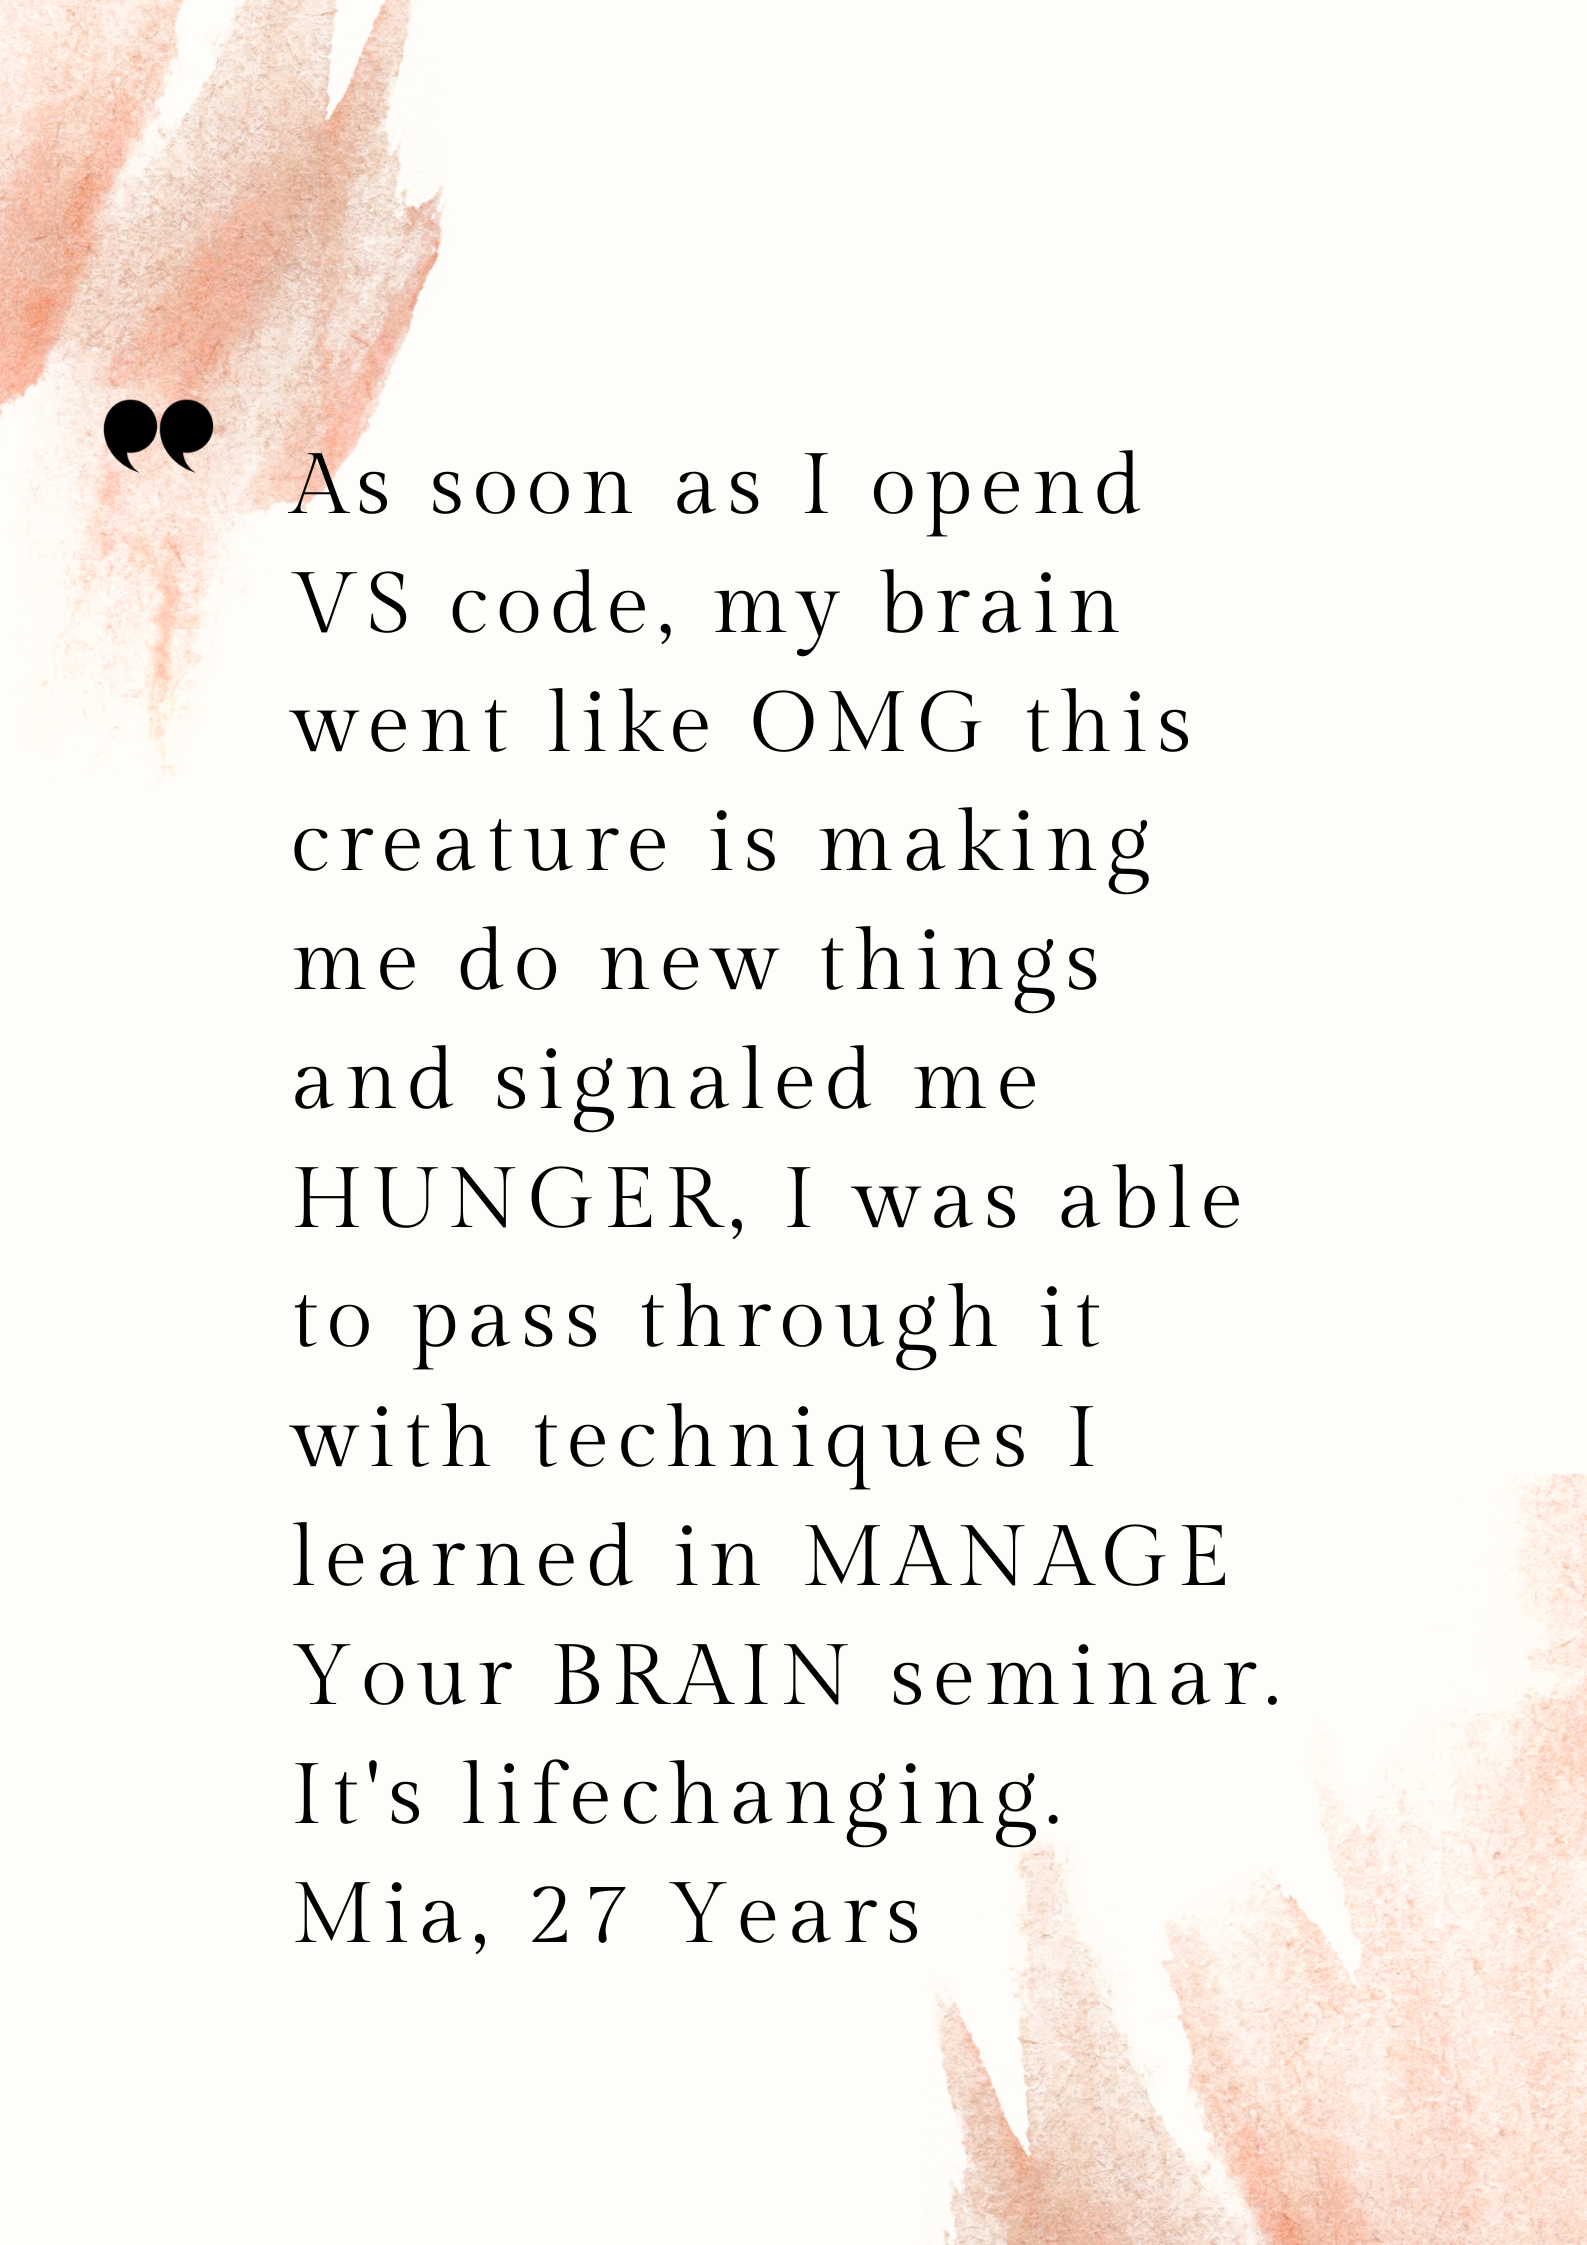 ❟❟
As soon as I opend
VS code, my brain
went like OMG this
creature is making
me do new things
and signaled me
HUNGER, I was able
to pass through it
with techniques I
learned in MANAGE
Your BRAIN seminar.
It's lifechanging.
Mia, 27 Years